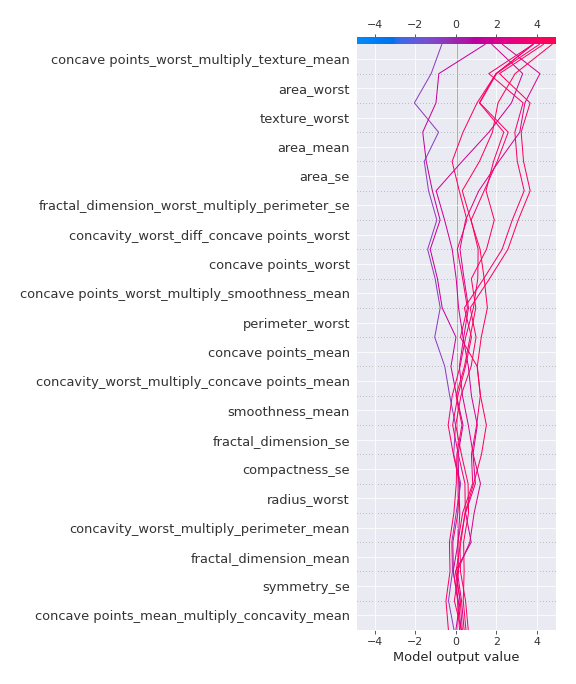 −4 −2 0 2 4
concave points_worst_multiply_texture_mean
area_worst
texture_worst
area_mean
area_se
fractal_dimension_worst_multiply_perimeter_se
concavity_worst_diff_concave points_worst
concave points_worst
concave points_worst_multiply_smoothness_mean
perimeter_worst
concave points_mean
concavity_worst_multiply_concave points_mean
smoothness_mean
fractal_dimension_se
compactness_se
radius_worst
concavity_worst_multiply_perimeter_mean
fractal_dimension_mean
symmetry_se
concave points_mean_multiply_concavity_mean
−4 −2 0 2 4
Model output value